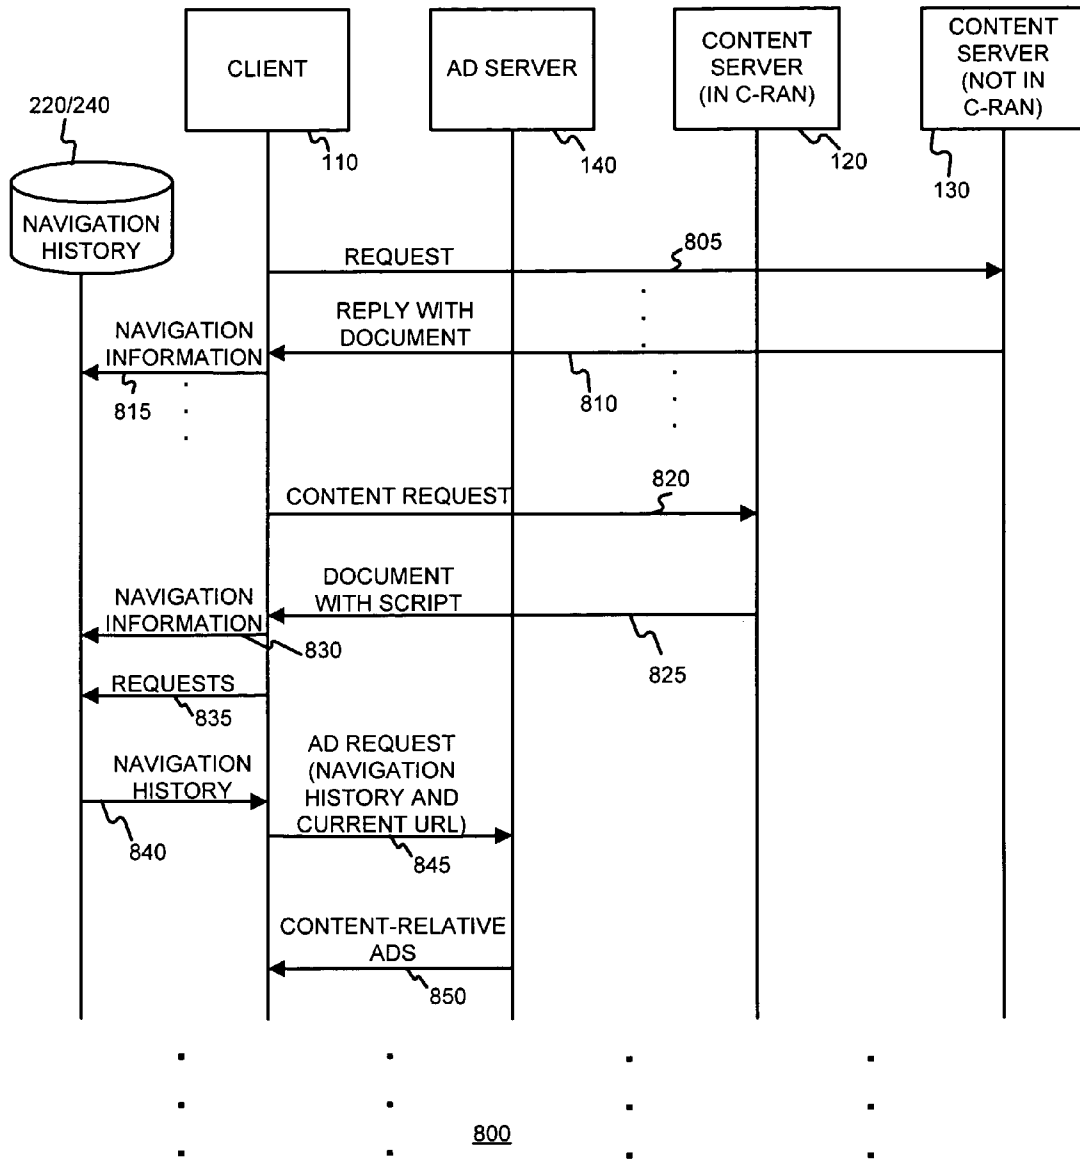 CLIENT
AD SERVER
CONTENT
SERVER
(IN C-RAN)
CONTENT
SERVER
(NOT IN
C-RAN)
220/240
110
140
120
130
NAVIGATION
HISTORY
REQUEST
805
REPLY WITH
DOCUMENT
NAVIGATION
INFORMATION
815
810
CONTENT REQUEST
820
DOCUMENT
WITH SCRIPT
NAVIGATION
INFORMATION
830
825
REQUESTS
835
NAVIGATION
HISTORY
840
AD REQUEST
(NAVIGATION
HISTORY AND
CURRENT URL)
845
CONTENT-RELATIVE
ADS
850
800